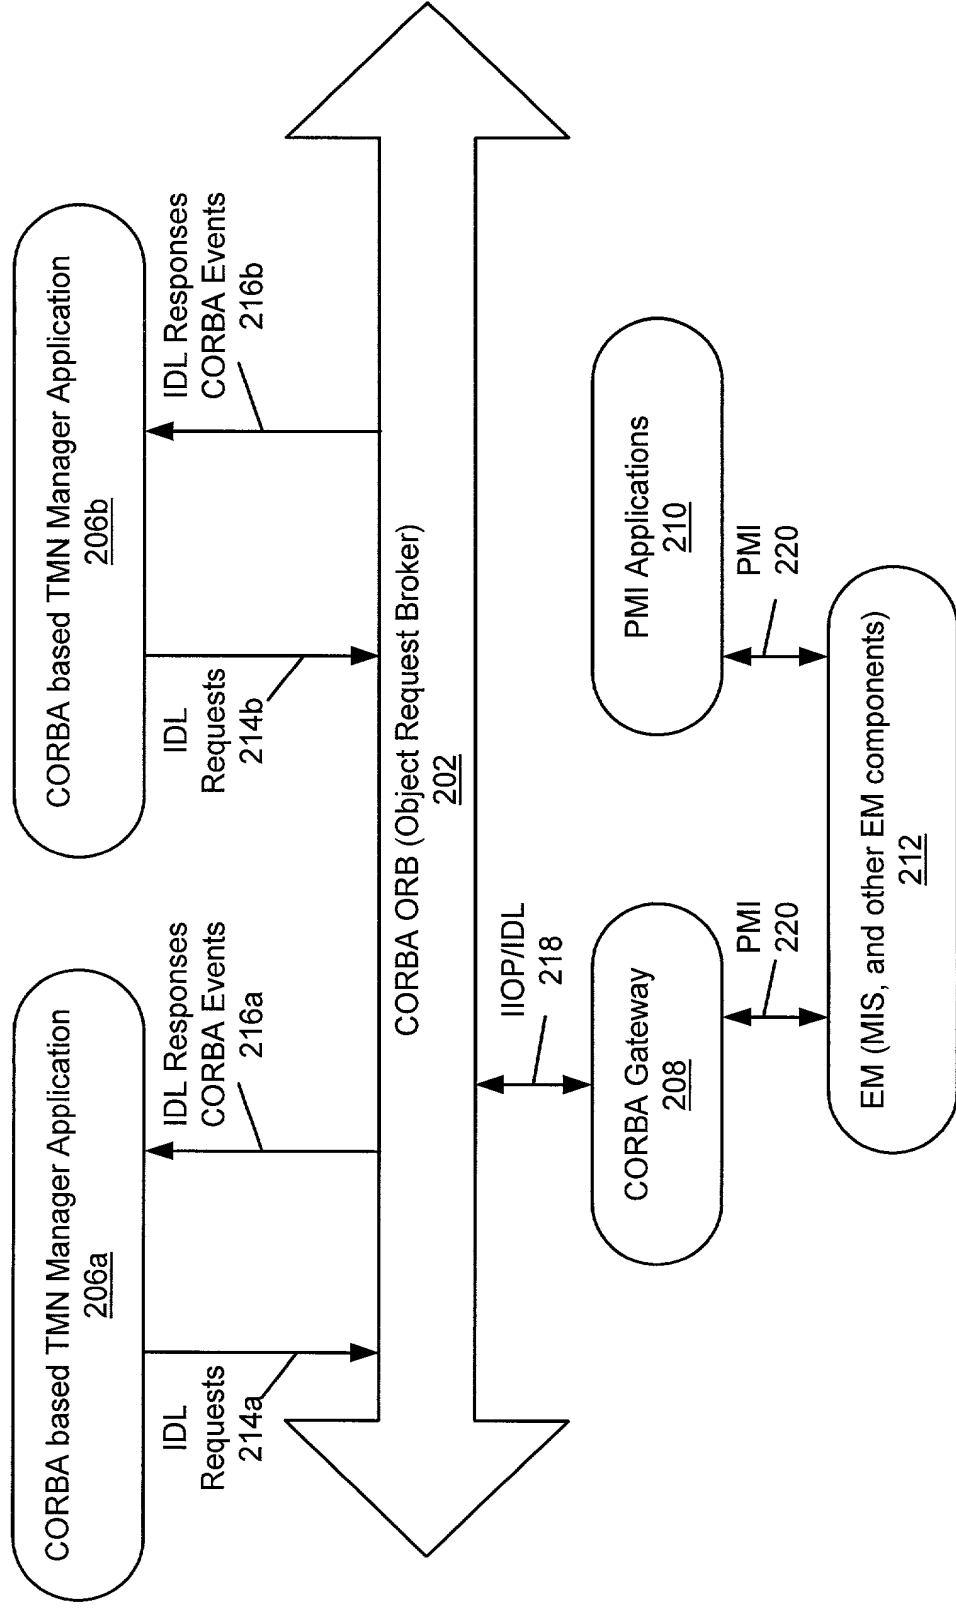 CORBA based TMN Manager Application
206a
CORBA based TMN Manager Application
206b
IDL
Requests
214a
IDL Responses
CORBA Events
216a
IDL
Requests
214b
IDL Responses
CORBA Events
216b
CORBA ORB (Object Request Broker)
202
IIOP/IDL
218
CORBA Gateway
208
PMI Applications
210
PMI
220
PMI
220
EM (MIS, and other EM components)
212